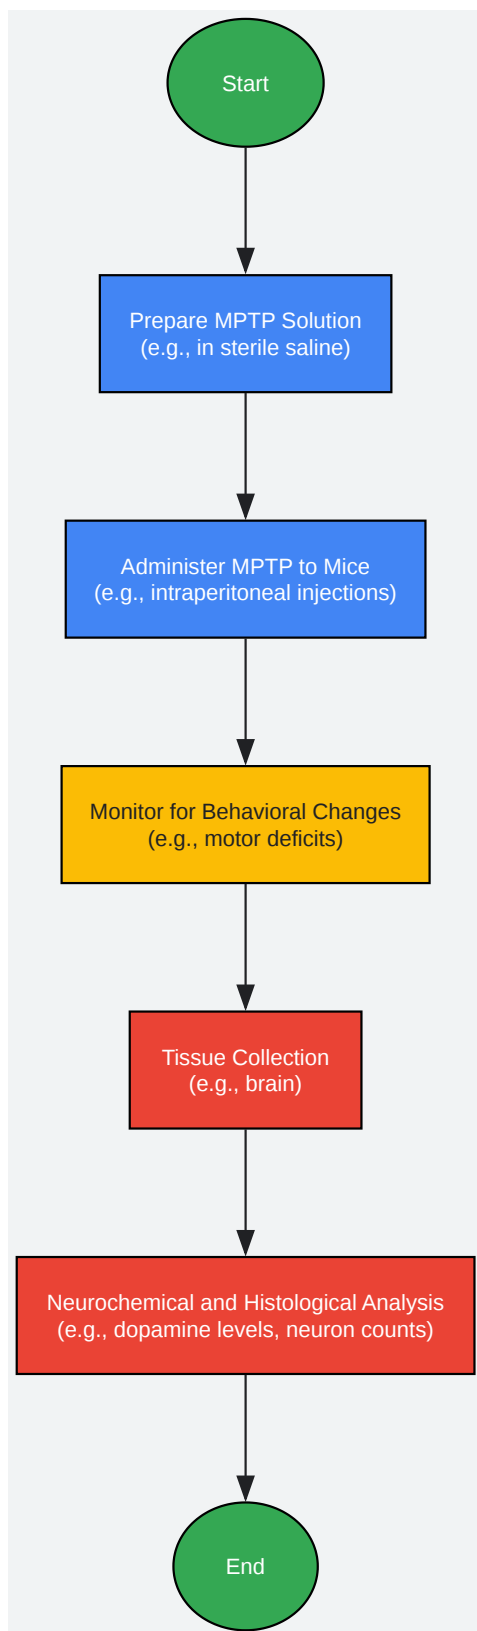 Start
Prepare MPTP Solution
(e.g., in sterile saline)
Administer MPTP to Mice
(e.g., intraperitoneal injections)
Monitor for Behavioral Changes
(e.g., motor deficits)
Tissue Collection
(e.g., brain)
Neurochemical and Histological Analysis
(e.g., dopamine levels, neuron counts)
End